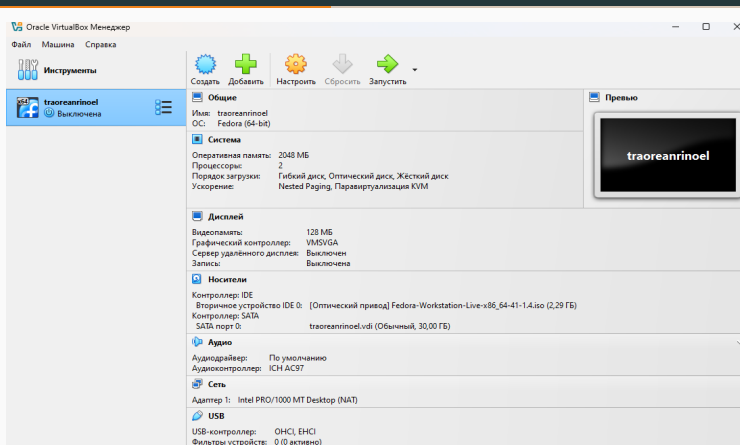 Oracle VirtualBox Менеджер
Файл Машина Справка
Инструменты
Создать Добавить Настроить Сбросить Запустить
x64
traoreanrinoel
Выключена
Общие
Имя: traoreanrinoel
ОС: Fedora (64-bit)
Превью
traoreanrinoel
Система
Оперативная память: 2048 МБ
Процессоры: 2
Порядок загрузки: Гибкий диск, Оптический диск, Жёсткий диск
Ускорение: Nested Paging, Паравиртуализация KVM
Дисплей
Видеопамять: 128 МБ
Графический контроллер: VMSVGA
Сервер удалённого дисплея: Выключен
Запись: Выключена
Носители
Контроллер: IDE
Вторичное устройство IDE 0: [Оптический привод] Fedora-Workstation-Live-x86_64-41-1.4.iso (2,29 ГБ)
Контроллер: SATA
SATA порт 0: traoreanrinoel.vdi (Обычный, 30,00 ГБ)
Аудио
Аудиодрайвер: По умолчанию
Аудиоконтроллер: ICH AC97
Сеть
Адаптер 1: Intel PRO/1000 MT Desktop (NAT)
USB
USB-контроллер: OHCI, EHCI
Фильтры устройств: 0 (0 активно)